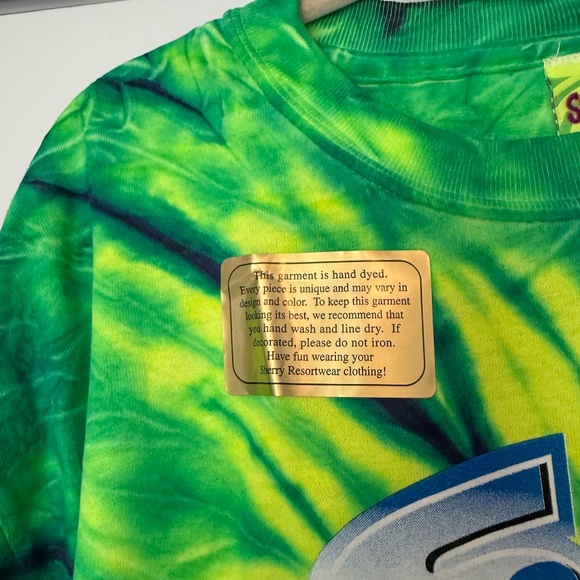 S
This garment is hand dyed.
Every piece is unique and may vary in
design and color. To keep this garment
looking its best, we recommend that
you hand wash and line dry. If
decorated, please do not iron.
Have fun wearing your
Sherry Resortwear clothing!